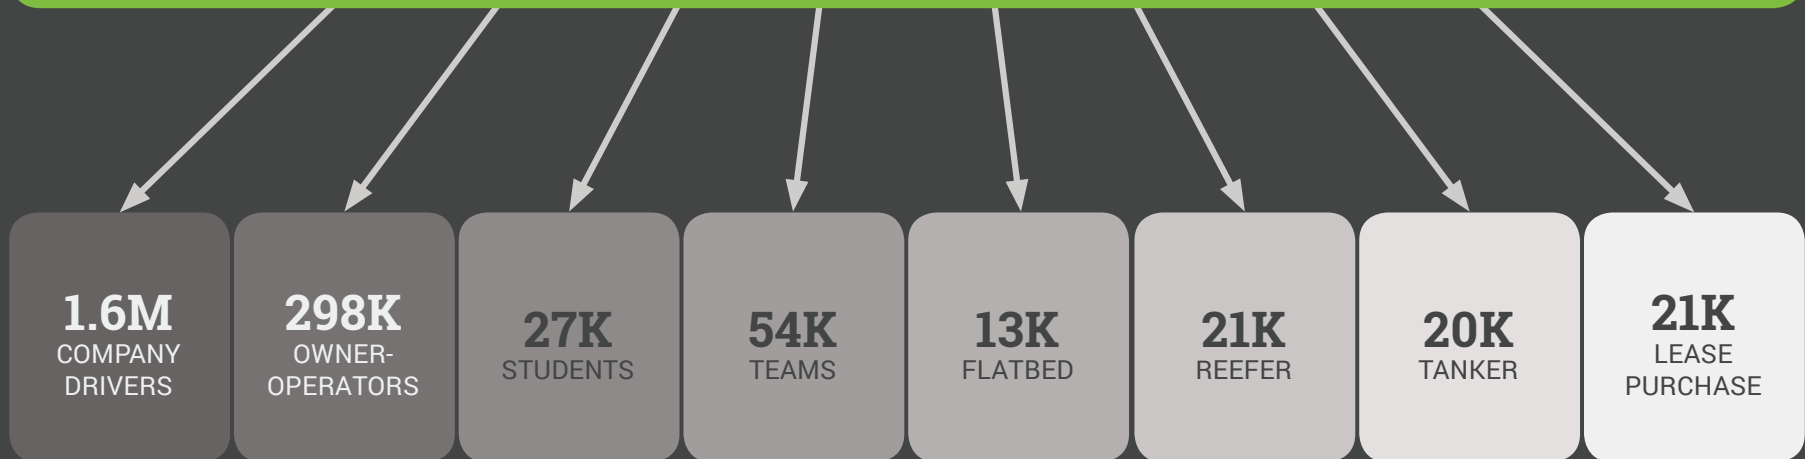 1.6M
COMPANY
DRIVERS
298K
OWNER-
OPERATORS
27K
STUDENTS
54K
TEAMS
13K
FLATBED
21K
REEFER
20K
TANKER
21K
LEASE
PURCHASE